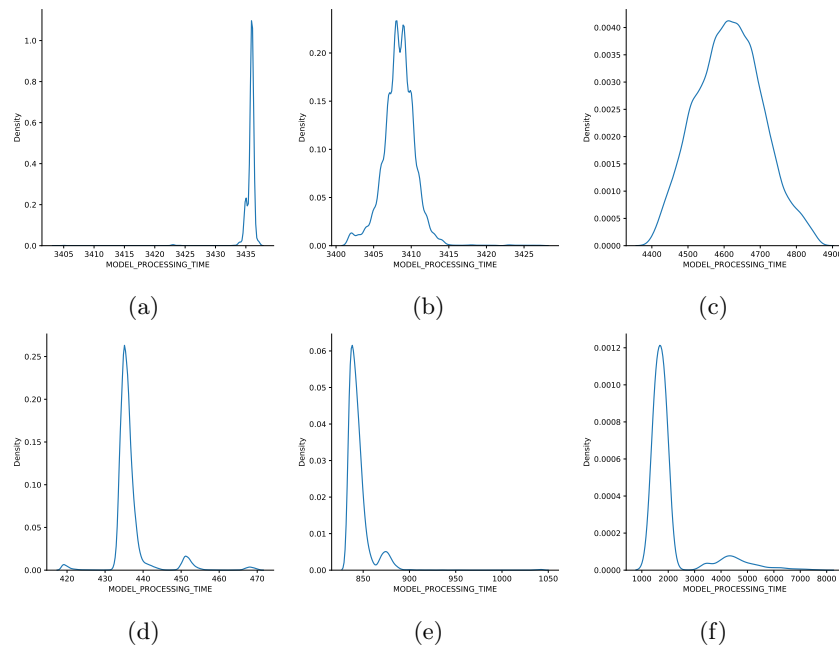 1.0
0.8
0.6
0.4
0.2
0.0
Density
3405 3410 3415 3420 3425 3430 3435
MODEL_PROCESSING_TIME
(a)
0.20
0.15
0.10
0.05
0.00
Density
3400 3405 3410 3415 3420 3425
MODEL_PROCESSING_TIME
(b)
0.0040
0.0035
0.0030
0.0025
0.0020
0.0015
0.0010
0.0005
0.0000
Density
4400 4500 4600 4700 4800 4900
MODEL_PROCESSING_TIME
(c)
0.25
0.20
0.15
0.10
0.05
0.00
Density
420 430 440 450 460 470
MODEL_PROCESSING_TIME
(d)
0.06
0.05
0.04
0.03
0.02
0.01
0.00
Density
850 900 950 1000 1050
MODEL_PROCESSING_TIME
(e)
0.0012
0.0010
0.0008
0.0006
0.0004
0.0002
0.0000
Density
1000 2000 3000 4000 5000 6000 7000 8000
MODEL_PROCESSING_TIME
(f)